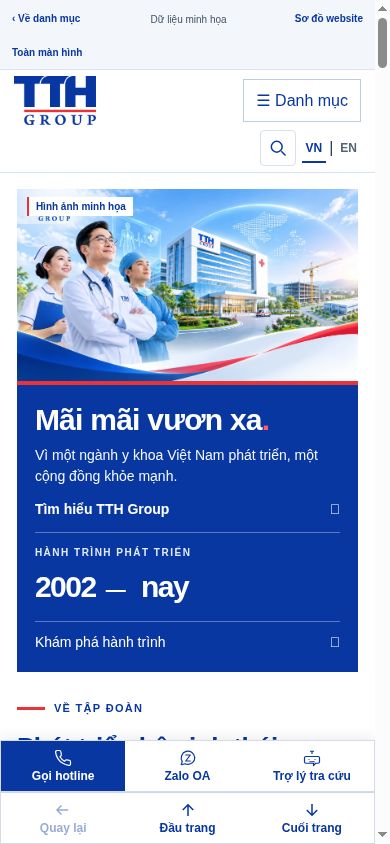 ‹ Về danh mục
Dữ liệu minh họa
Sơ đồ website
Toàn màn hình
TTH
GROUP
☰ Danh mục
VN | EN
Hình ảnh minh họa
GROUP
TTH
Mãi mãi vươn xa.
Vì một ngành y khoa Việt Nam phát triển, một
cộng đồng khỏe mạnh.
Tìm hiểu TTH Group
HÀNH TRÌNH PHÁT TRIỂN
2002 — nay
Khám phá hành trình
VỀ TẬP ĐOÀN
Gọi hotline
Zalo OA
Trợ lý tra cứu
Quay lại
Đầu trang
Cuối trang